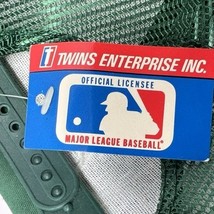 TWINS ENTERPRISE INC.
OFFICIAL LICENSEE
MAJOR LEAGUE BASEBALL